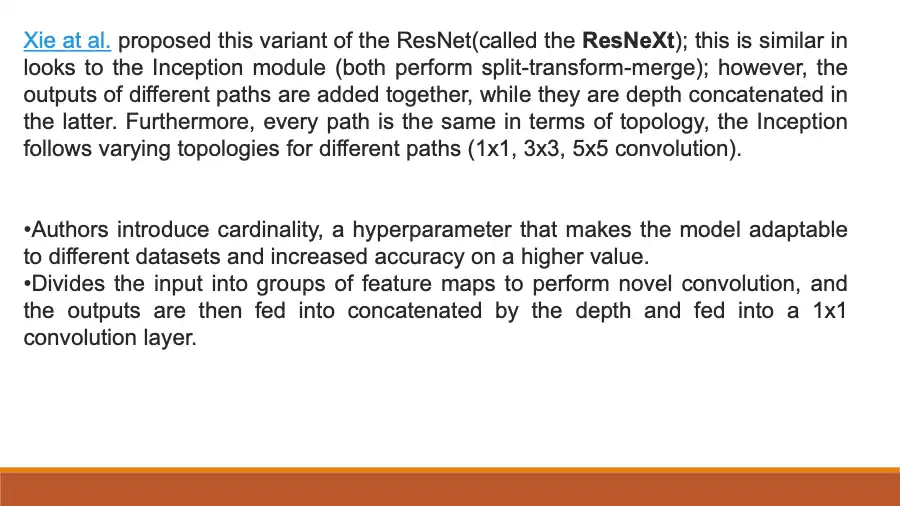 Xie at al. proposed this variant of the ResNet(called the ResNeXt); this is similar in
looks to the Inception module (both perform split-transform-merge); however, the
outputs of different paths are added together, while they are depth concatenated in
the latter. Furthermore, every path is the same in terms of topology, the Inception
follows varying topologies for different paths (1x1, 3x3, 5x5 convolution).
•Authors introduce cardinality, a hyperparameter that makes the model adaptable
to different datasets and increased accuracy on a higher value.
•Divides the input into groups of feature maps to perform novel convolution, and
the outputs are then fed into concatenated by the depth and fed into a 1x1
convolution layer.